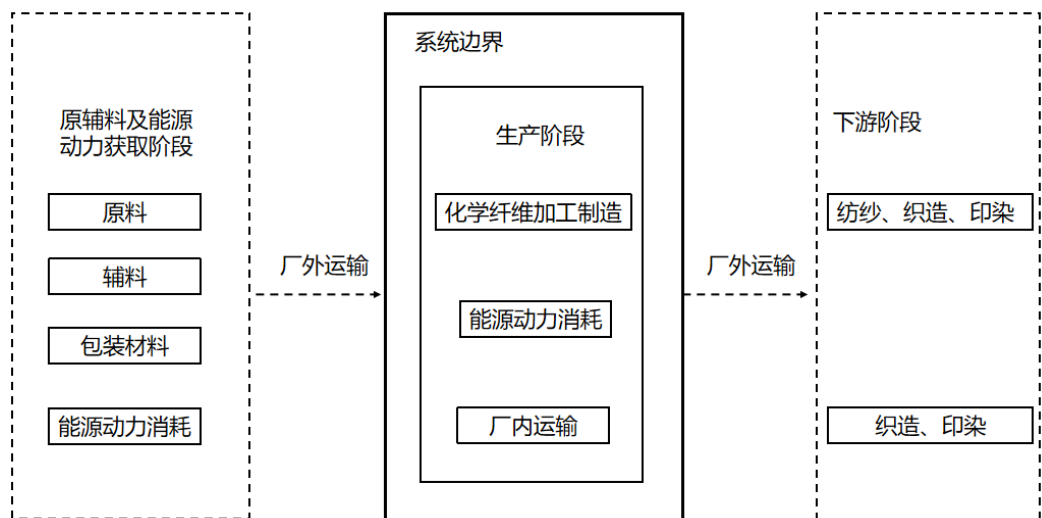 系统边界
原辅料及能源
动力获取阶段
原料
辅料
包装材料
能源动力消耗
厂外运输
生产阶段
化学纤维加工制造
能源动力消耗
厂内运输
厂外运输
下游阶段
纺纱、织造、印染
织造、印染